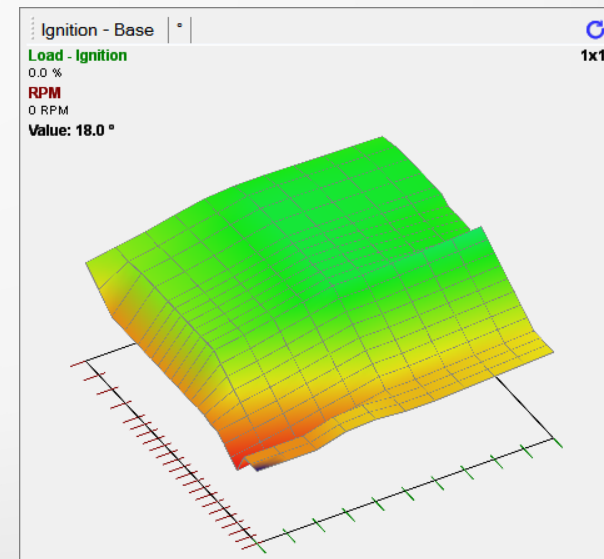 Ignition - Base °
Load - Ignition
0.0 %
1x1
RPM
0 RPM
Value: 18.0 °